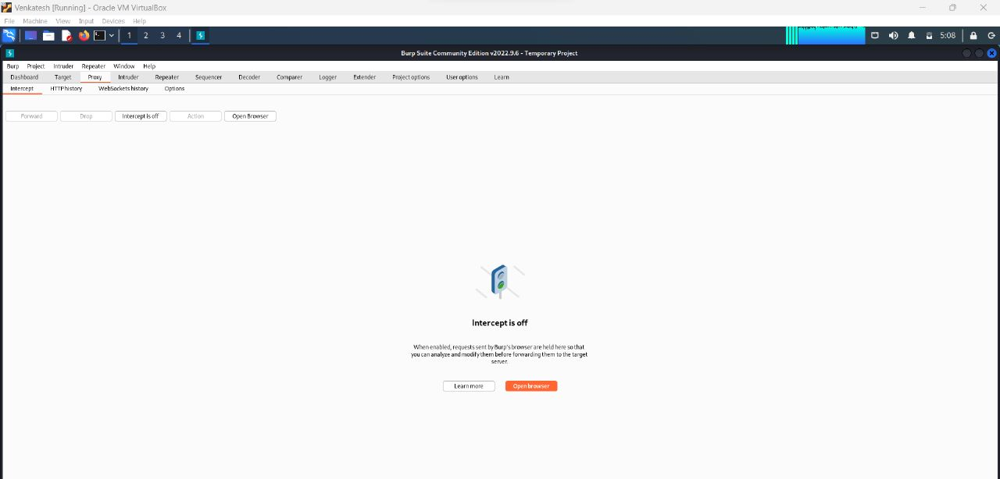 Venkatesh [Running] - Oracle VM VirtualBox
File Machine View Input Devices Help
1 2 3 4 5:08
Burp Suite Community Edition v2022.9.6 - Temporary Project
Burp Project Intruder Repeater Window Help
Dashboard Target Proxy Intruder Repeater Sequencer Decoder Comparer Logger Extender Project options User options Learn
Intercept HTTP history WebSockets history Options
Forward Drop Intercept is off Action Open Browser
Intercept is off
When enabled, requests sent by Burp's browser are held here so that
you can analyze and modify them before forwarding them to the target
server.
Learn more Open browser